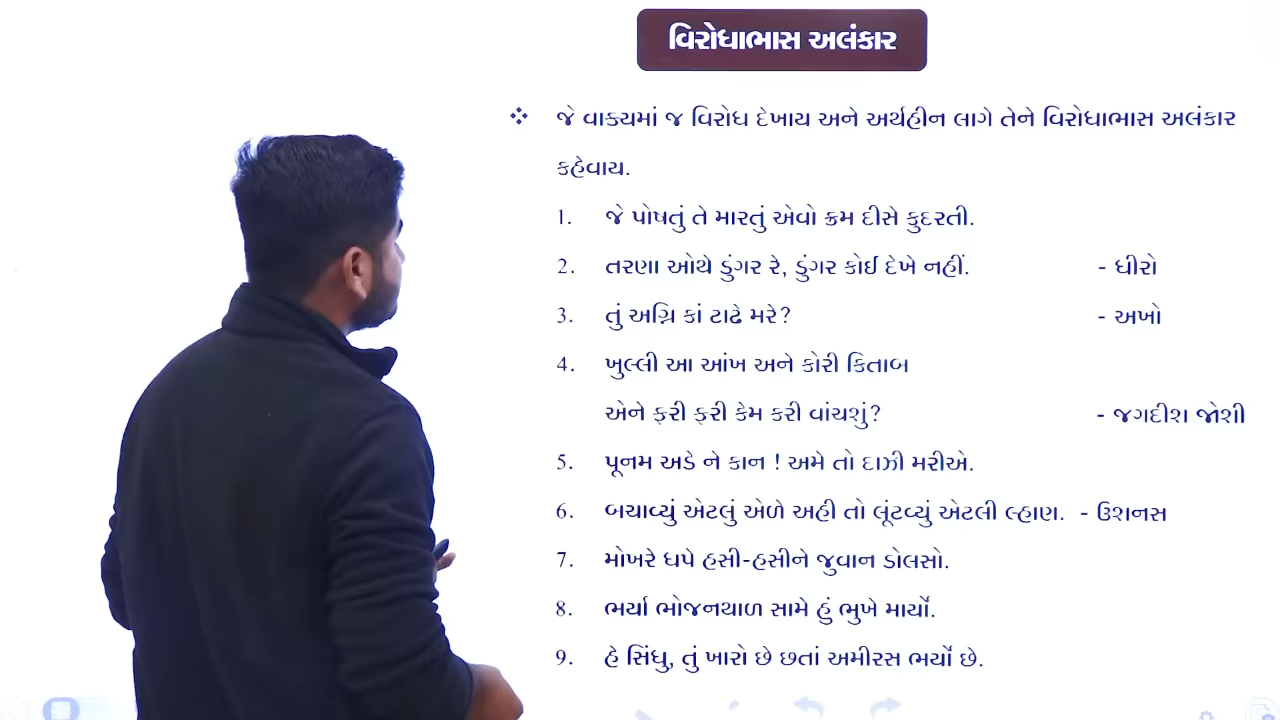 વિરોધાભાસ અલંકાર
❖ જે વાક્યમાં જ વિરોધ દેખાય અને અર્થહીન લાગે તેને વિરોધાભાસ અલંકાર
કહેવાય.
1. જે પોષતું તે મારતું એવો ક્રમ દીસે કુદરતી.
2. તરણા ઓથે ડુંગર રે, ડુંગર કોઈ દેખે નહીં. - ધીરો
3. તું અગ્નિ કાં ટાઢે મરે? - અખો
4. ખુલ્લી આ આંખ અને કોરી કિતાબ
એને ફરી ફરી કેમ કરી વાંચશું? - જગદીશ જોશી
5. પૂનમ અડે ને કાન ! અમે તો દાઝી મરીએ.
6. બચાવ્યું એટલું એળે અહી તો લૂંટવ્યું એટલી લ્હાણ. - ઉશનસ
7. મોખરે ધપે હસી-હસીને જુવાન ડોલસો.
8. ભર્યા ભોજનથાળ સામે હું ભુખે માર્યો.
9. હે સિંધુ, તું ખારો છે છતાં અમીરસ ભર્યો છે.